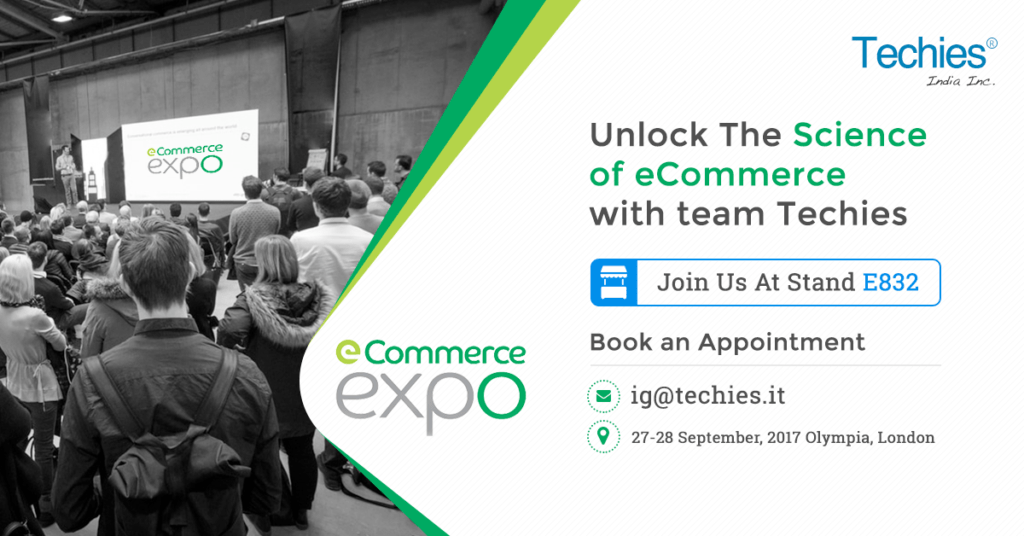 eCommerce
expo
Techies®
India Inc.
Unlock The Science
of eCommerce
with team Techies
Join Us At Stand E832
Book an Appointment
ig@techies.it
27-28 September, 2017 Olympia, London
eCommerce
expo